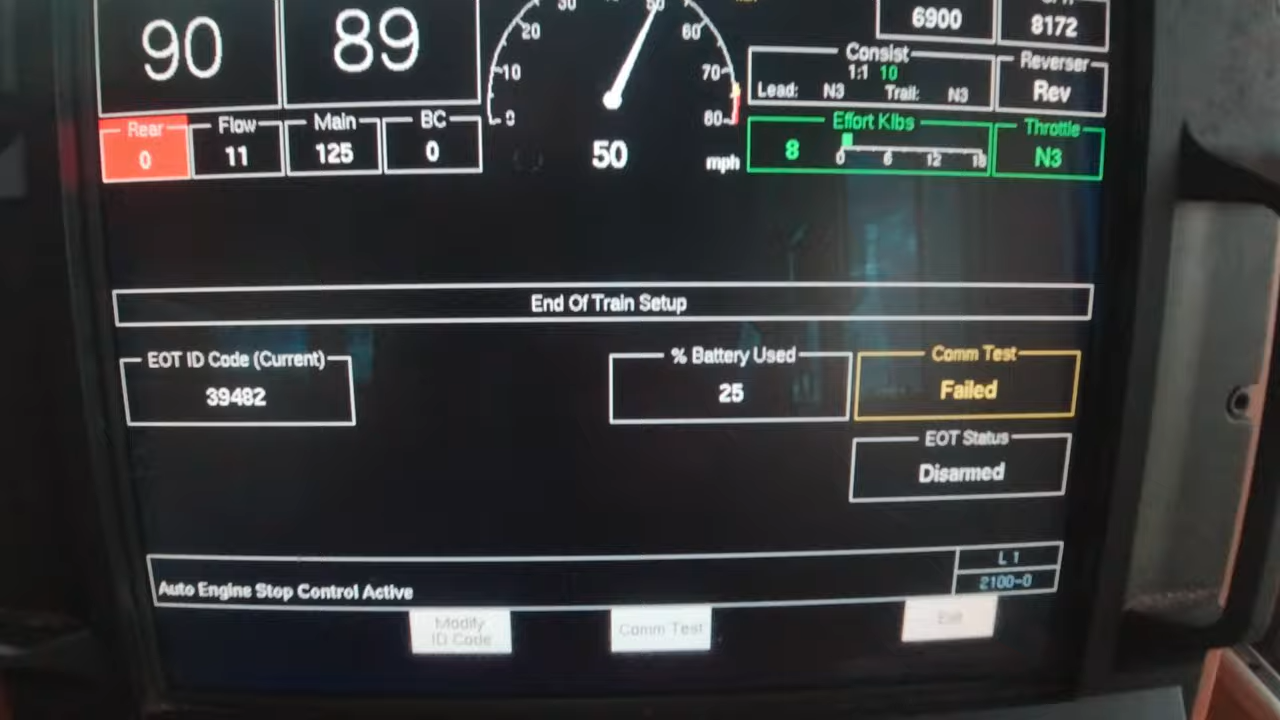 90
89
30
50
20
60
10
70
0
80
50
mph
6900
8172
Consist
1:1 10
Lead: N3 Trail: N3
Reverser
Rev
Rear
0
Flow
11
Main
125
BC
0
Effort Klbs
8
0 6 12 18
Throttle
N3
End Of Train Setup
EOT ID Code (Current)
39482
% Battery Used
25
Comm Test
Failed
EOT Status
Disarmed
Auto Engine Stop Control Active
L 1
2100-0
Modify
ID Code
Comm Test
Exit